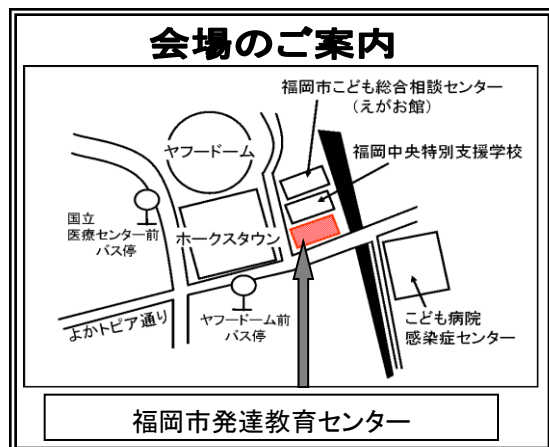 会場のご案内
福岡市こども総合相談センター
（えがお館）
ヤフードーム
福岡中央特別支援学校
国立
医療センター前
バス停
ホークスタウン
よかトピア通り
ヤフードーム前
バス停
こども病院
感染症センター
福岡市発達教育センター